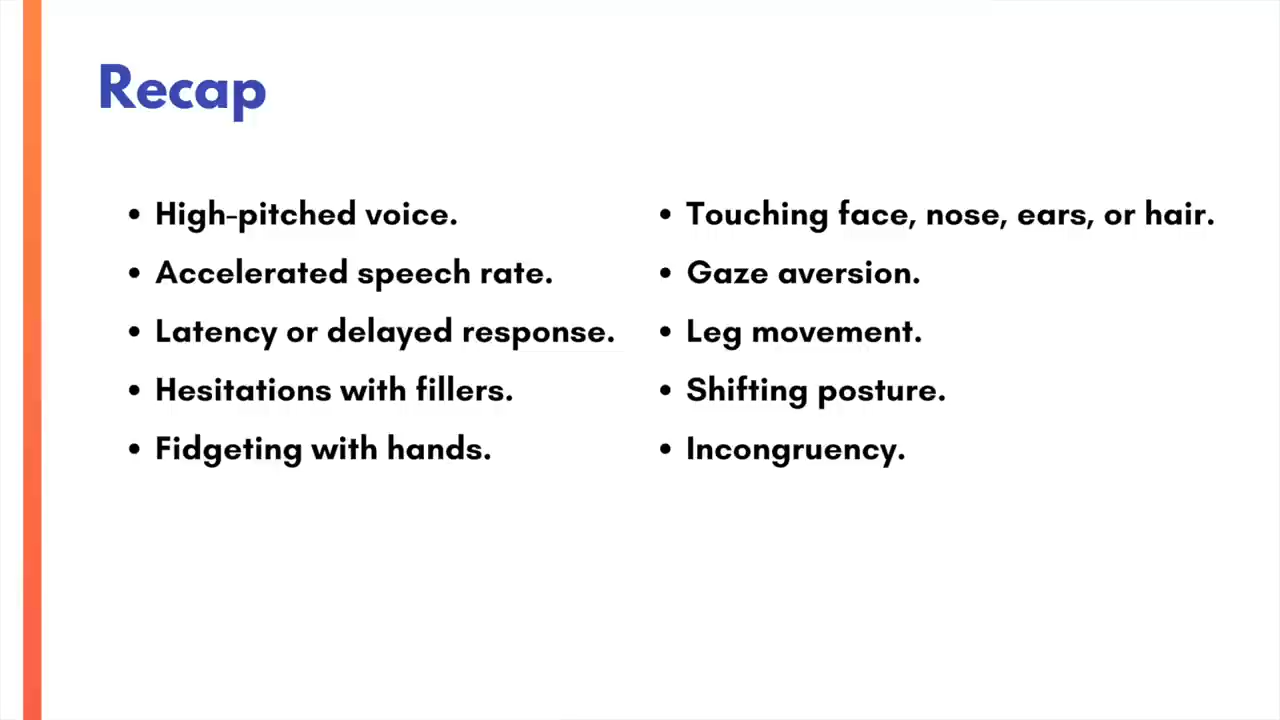 Recap
• High-pitched voice.
• Accelerated speech rate.
• Latency or delayed response.
• Hesitations with fillers.
• Fidgeting with hands.
• Touching face, nose, ears, or hair.
• Gaze aversion.
• Leg movement.
• Shifting posture.
• Incongruency.